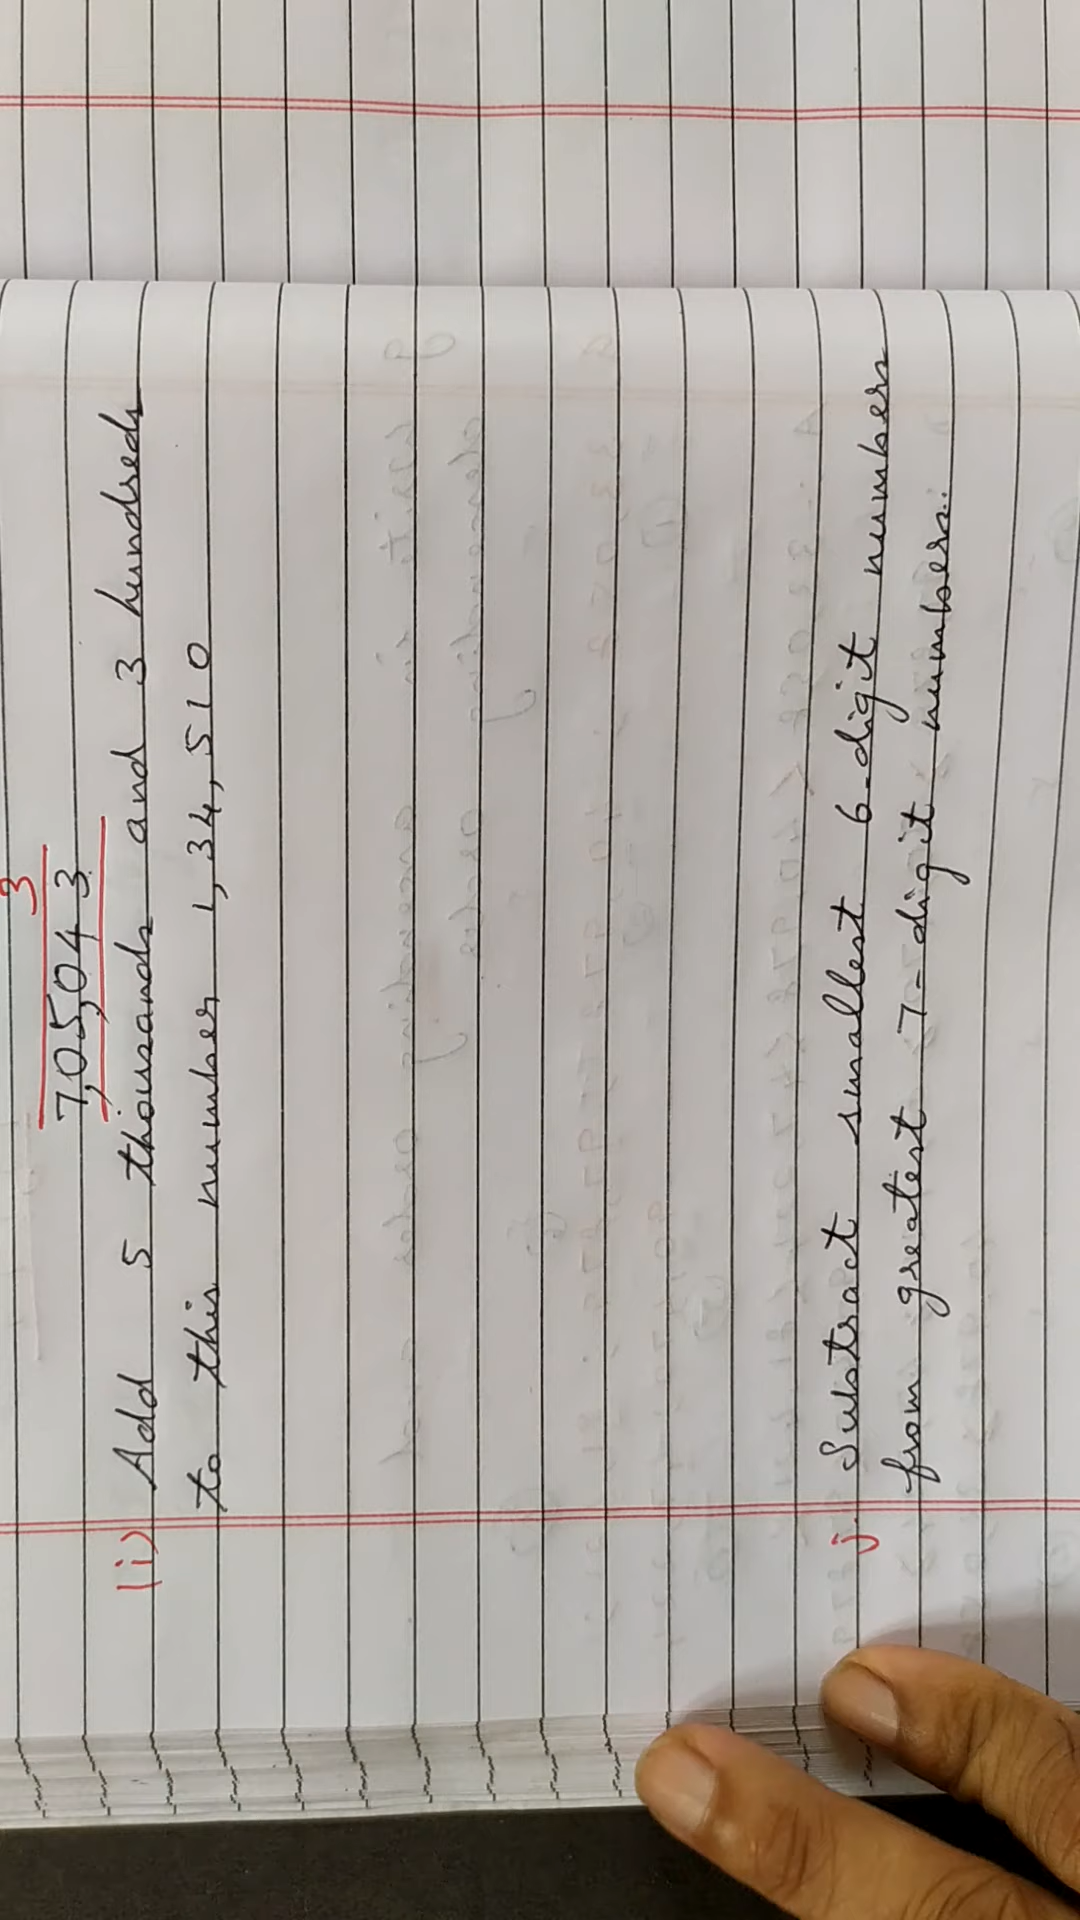 3
7,05,043
(i) Add 5 thousands and 3 hundreds
to this number 1,34,510
j. Substract smallest 6-digit numbers
from greatest 7-digit numbers.